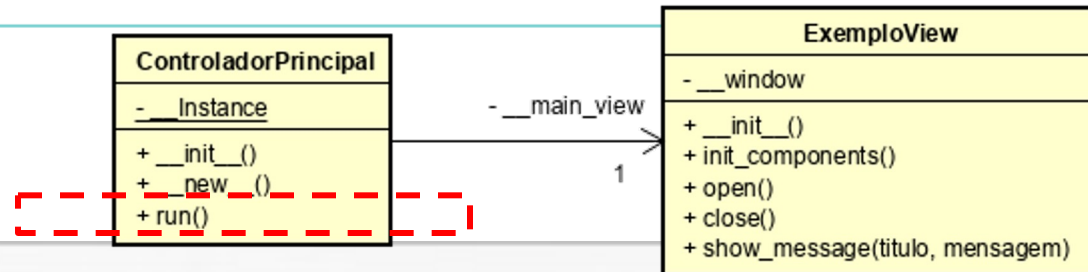 ControladorPrincipal
- __Instance
+ __init__()
+ __new__()
+ run()
- __main_view
1
ExemploView
- __window
+ __init__()
+ init_components()
+ open()
+ close()
+ show_message(titulo, mensagem)